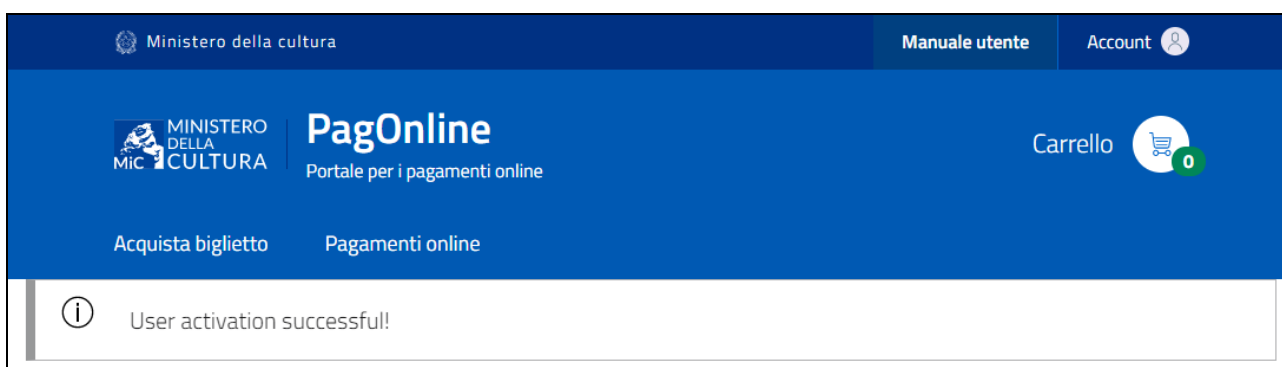 Ministero della cultura
Manuale utente
Account
MiC
MINISTERO
DELLA
CULTURA
PagOnline
Portale per i pagamenti online
Carrello
0
Acquista biglietto
Pagamenti online
User activation successful!